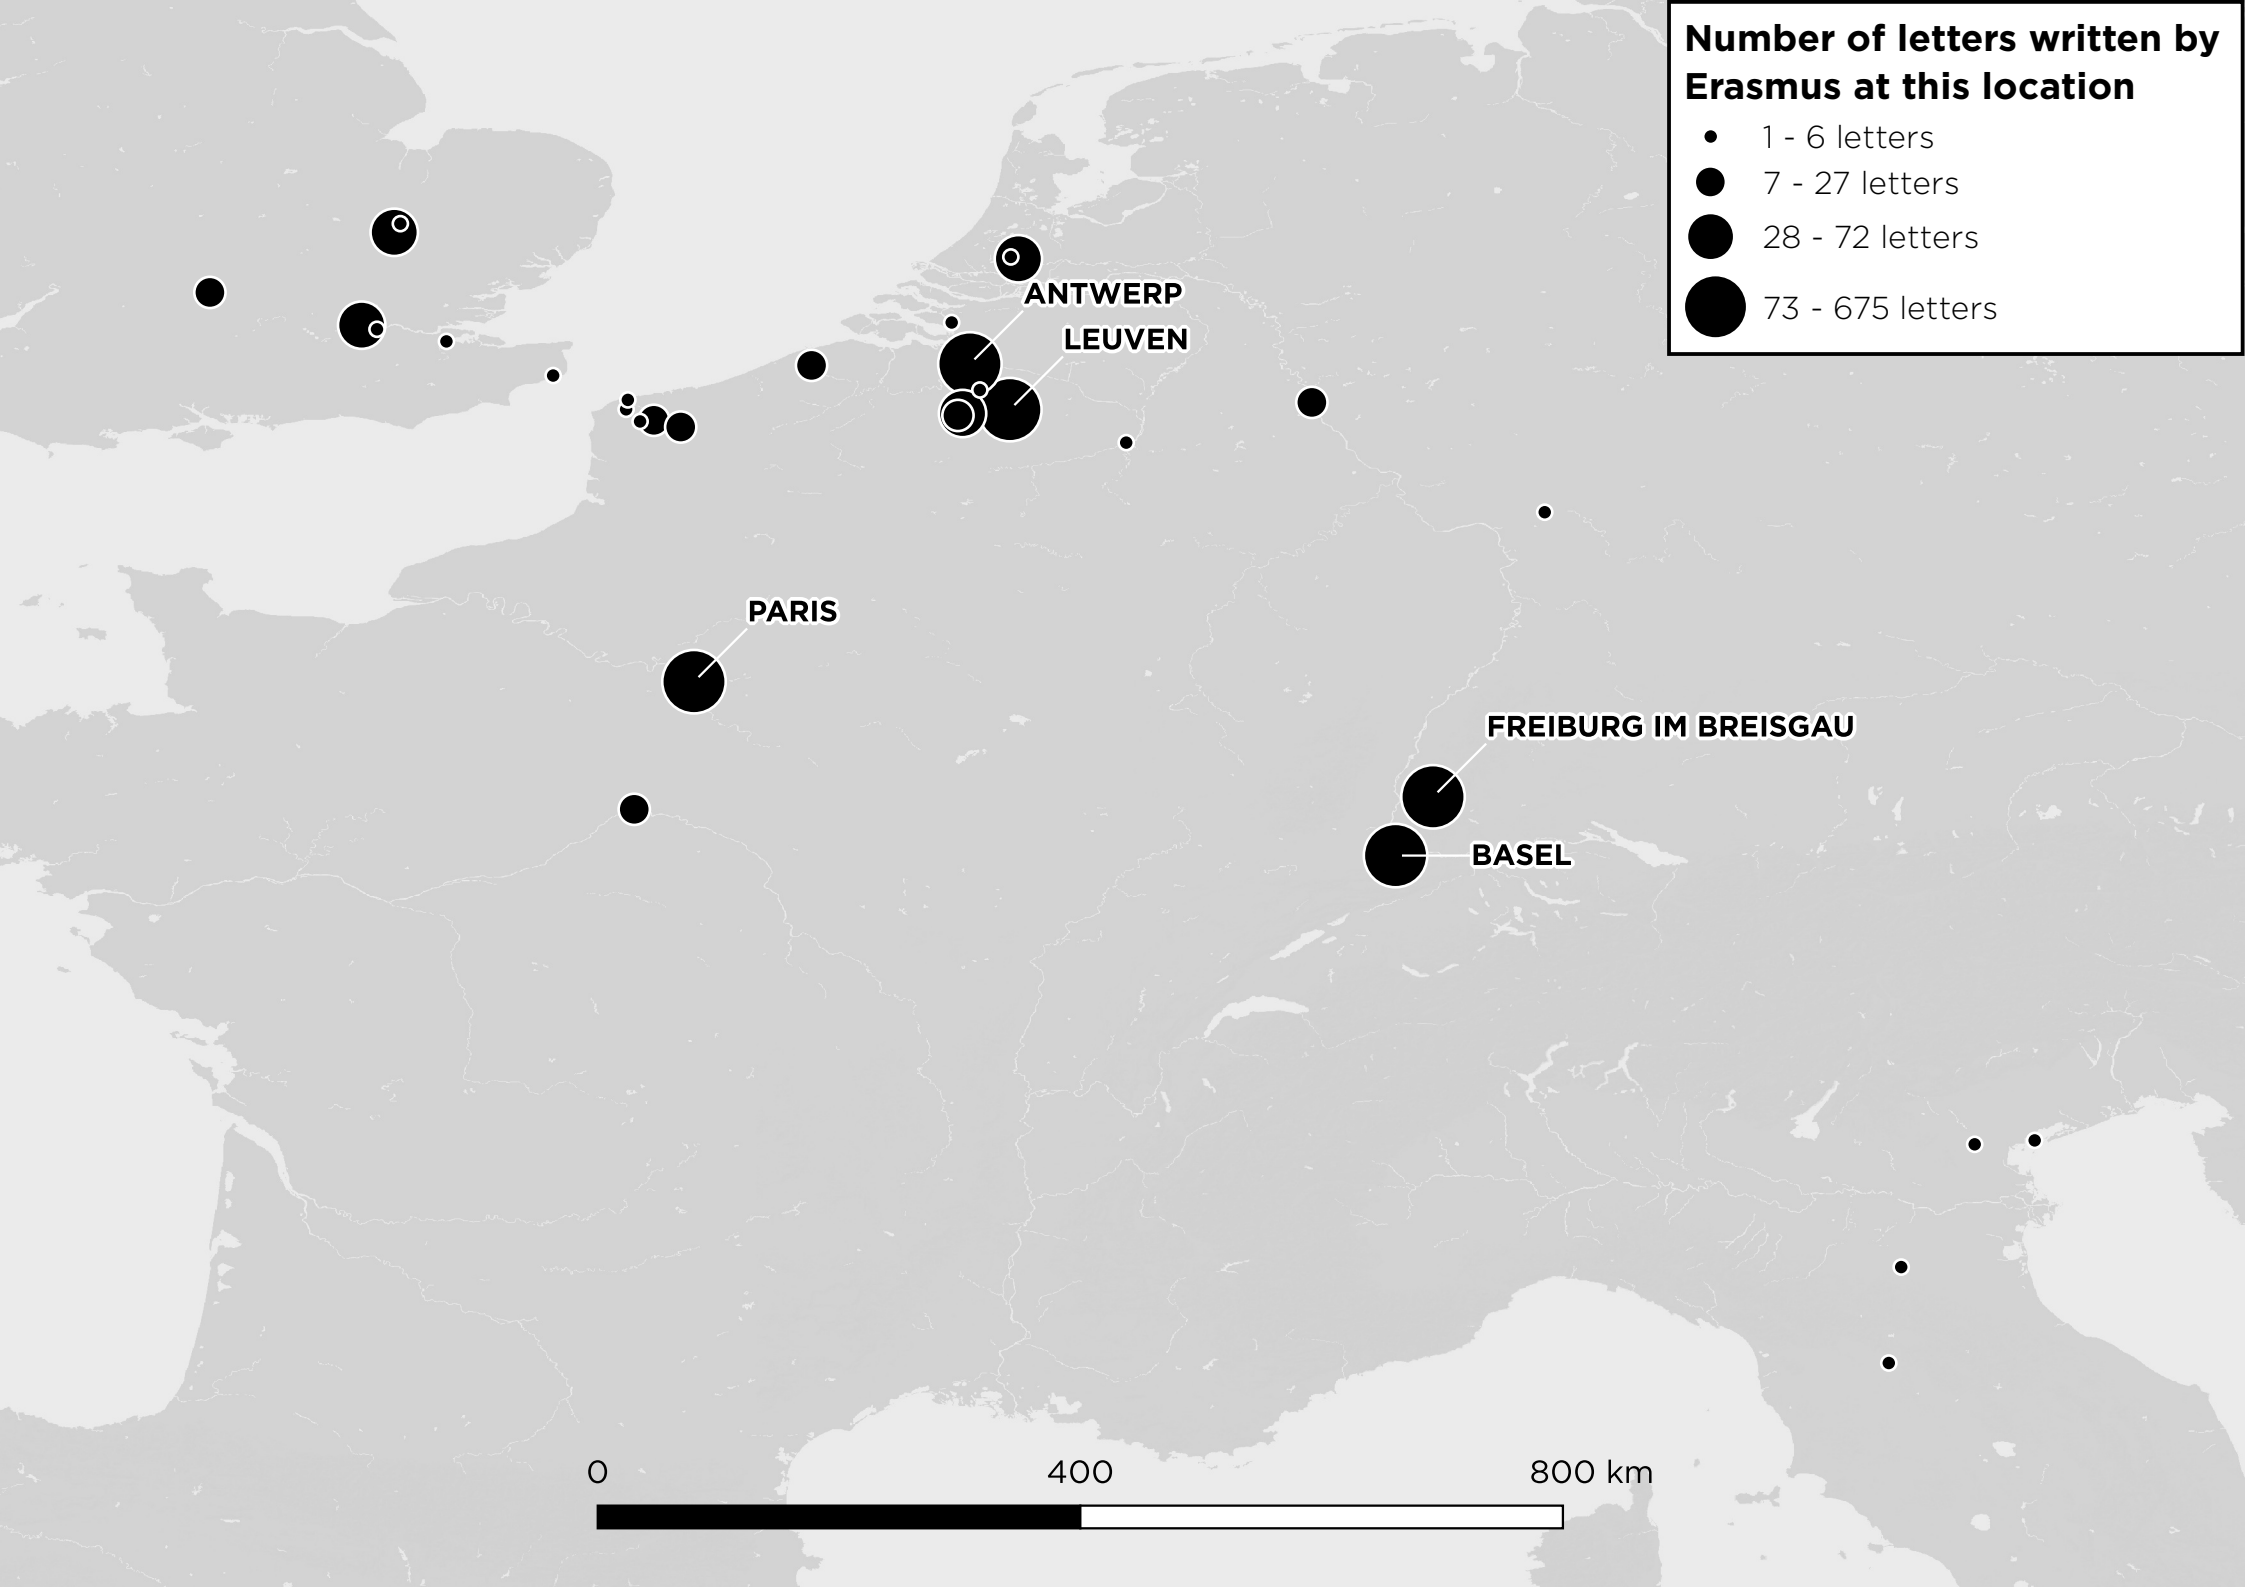 Number of letters written by
Erasmus at this location
1 - 6 letters
7 - 27 letters
28 - 72 letters
73 - 675 letters
ANTWERP
LEUVEN
PARIS
FREIBURG IM BREISGAU
BASEL
0 400 800 km